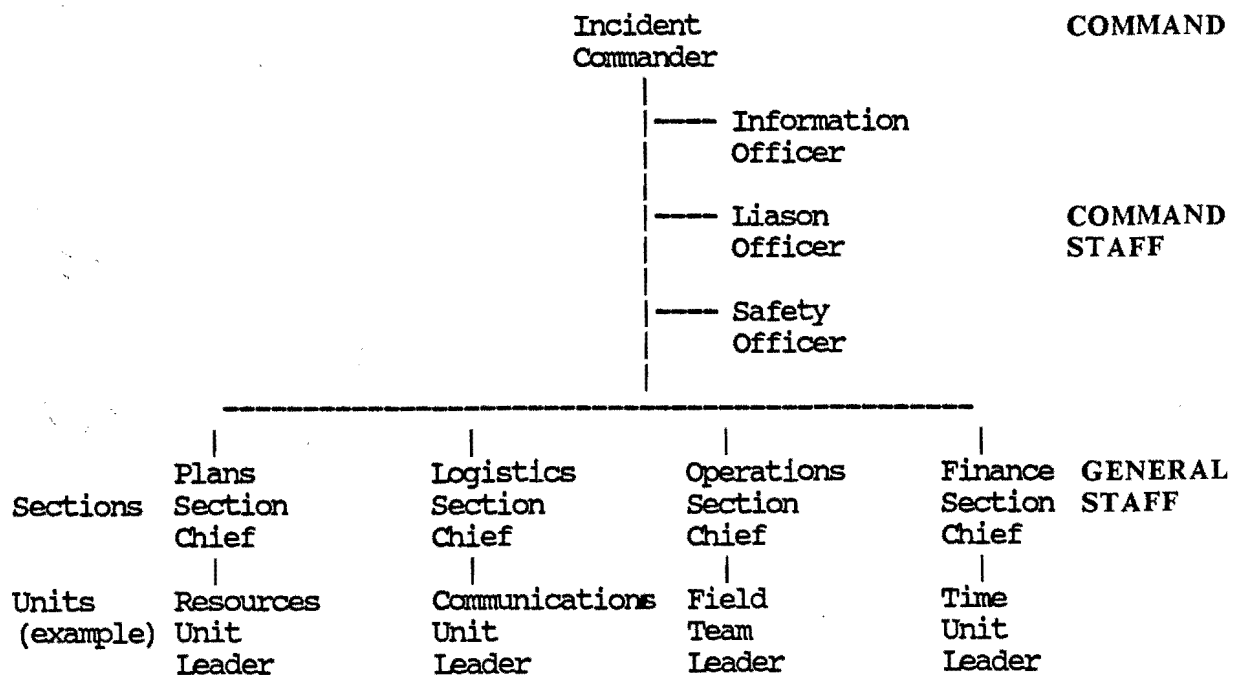 Incident COMMAND
Commander
Information
Officer
Liason COMMAND
Officer STAFF
Safety
Officer
Plans Logistics Operations Finance GENERAL
Sections Section Section Section Section STAFF
Chief Chief Chief Chief
Units Resources Communications Field Time
(example) Unit Unit Team Unit
Leader Leader Leader Leader